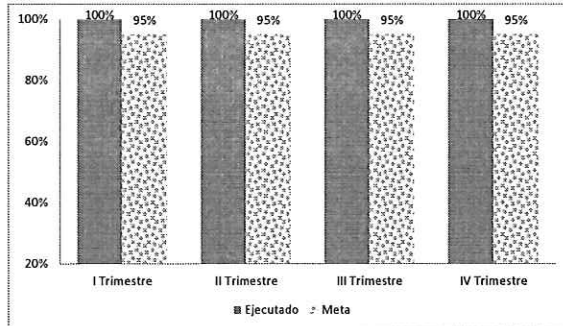 100% 95% 100% 95% 100% 95% 100% 95%
100%
80%
60%
40%
20%
I Trimestre II Trimestre III Trimestre IV Trimestre
Ejecutado Meta